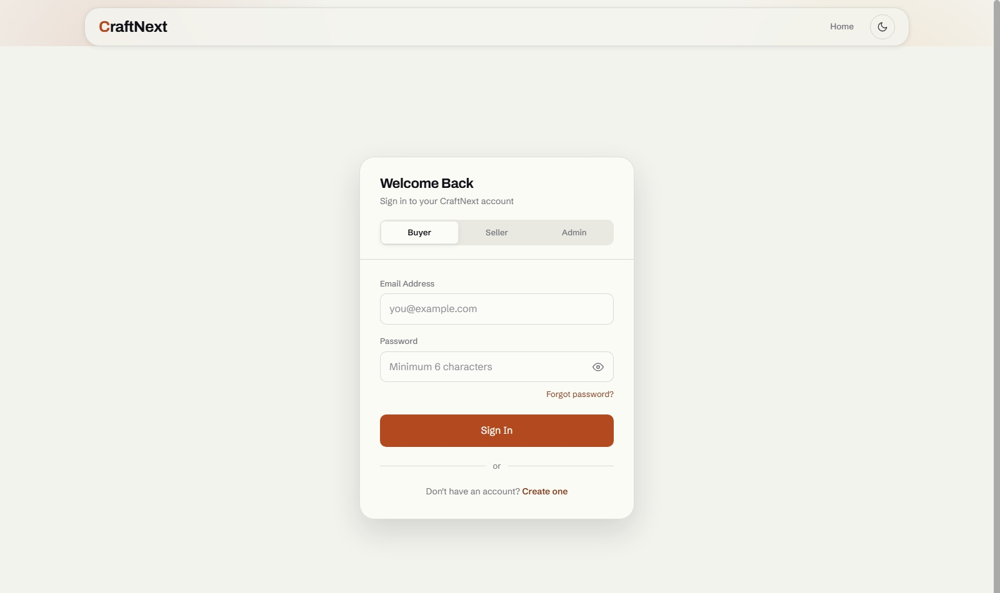 CraftNext
Home
Welcome Back
Sign in to your CraftNext account
Buyer
Seller
Admin
Email Address
you@example.com
Password
Minimum 6 characters
Forgot password?
Sign In
or
Don't have an account? Create one